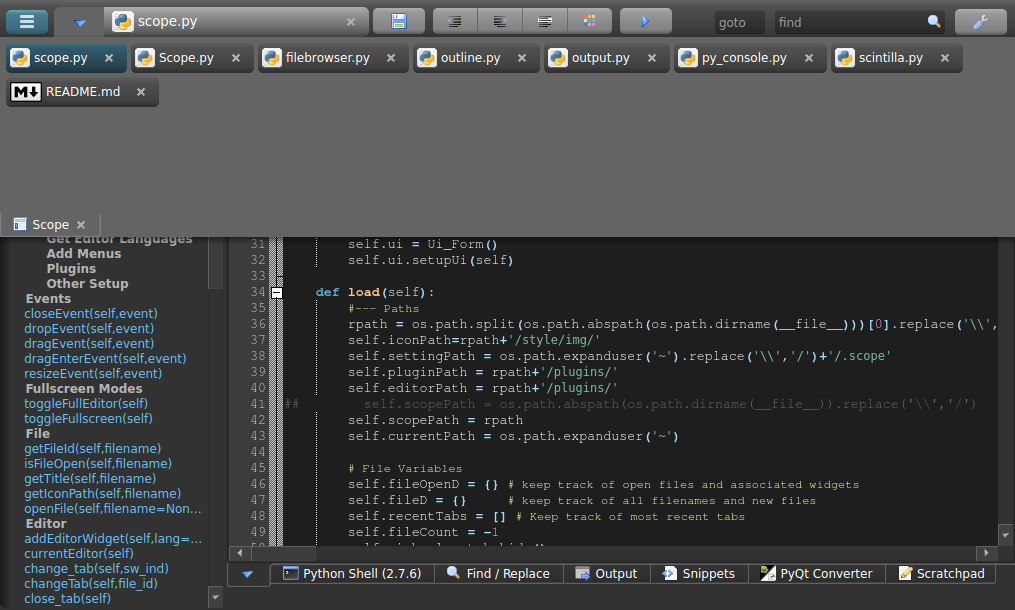 scope.py
goto
find
scope.py
Scope.py
filebrowser.py
outline.py
output.py
py_console.py
scintilla.py
M README.md
Scope
Get Editor Languages
Add Menus
Plugins
Other Setup
Events
closeEvent(self,event)
dropEvent(self,event)
dragEvent(self,event)
dragEnterEvent(self,event)
resizeEvent(self,event)
Fullscreen Modes
toggleFullEditor(self)
toggleFullscreen(self)
File
getFileId(self,filename)
isFileOpen(self,filename)
getTitle(self,filename)
getIconPath(self,filename)
openFile(self,filename=Non...
Editor
addEditorWidget(self,lang=...
currentEditor(self)
change_tab(self,sw_ind)
changeTab(self,file_id)
close_tab(self)
31 self.ui = Ui_Form()
32 self.ui.setupUi(self)
33
34 def load(self):
35 #--- Paths
36 rpath = os.path.split(os.path.abspath(os.path.dirname(__file__)))[0].replace('\\',
37 self.iconPath=rpath+'/style/img/'
38 self.settingPath = os.path.expanduser('~').replace('\\','/')+'/.scope'
39 self.pluginPath = rpath+'/plugins/'
40 self.editorPath = rpath+'/plugins/'
41 ## self.scopePath = os.path.abspath(os.path.dirname(__file__)).replace('\\','/')
42 self.scopePath = rpath
43 self.currentPath = os.path.expanduser('~')
44
45 # File Variables
46 self.fileOpenD = {} # keep track of open files and associated widgets
47 self.fileD = {} # keep track of all filenames and new files
48 self.recentTabs = [] # Keep track of most recent tabs
49 self.fileCount = -1
Python Shell (2.7.6)
Find / Replace
Output
Snippets
PyQt Converter
Scratchpad